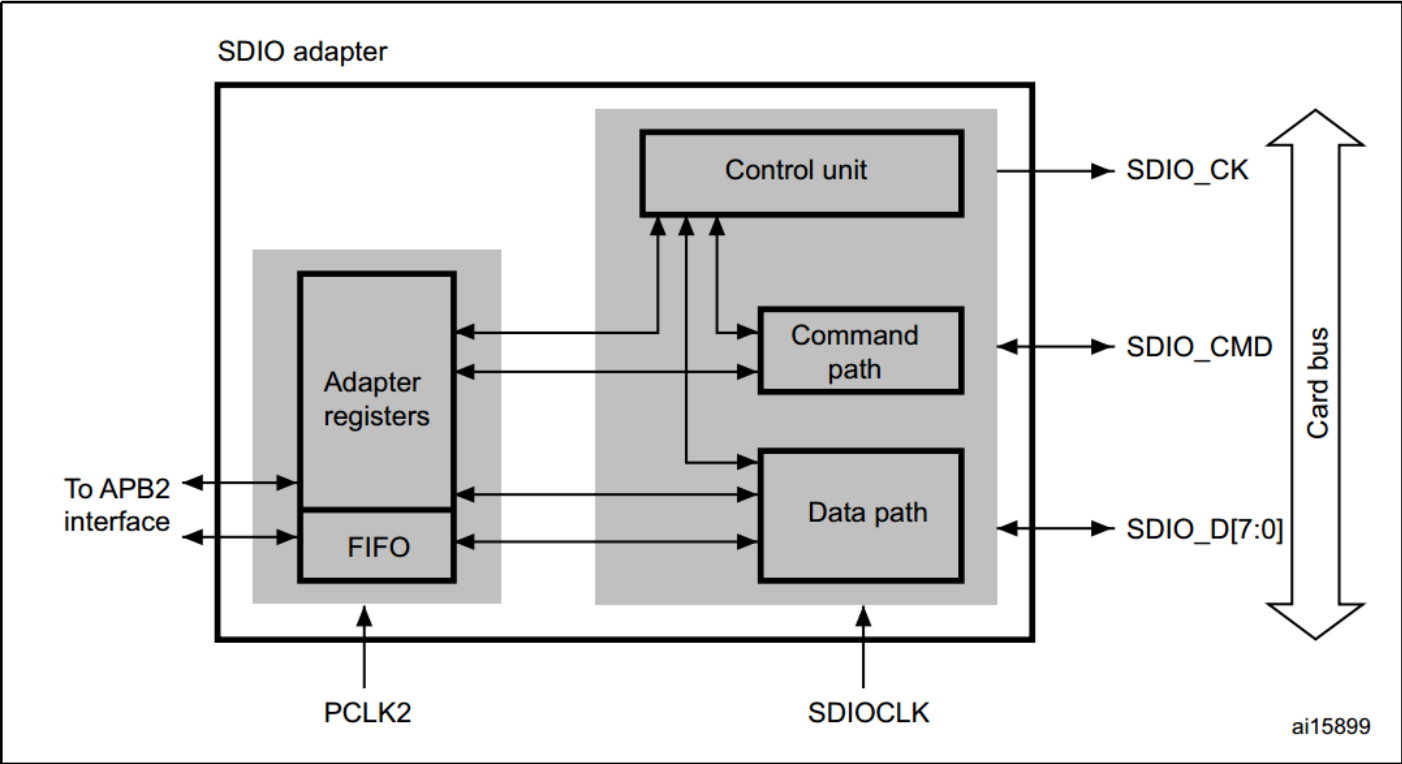 SDIO adapter
Control unit
SDIO_CK
Command
path
SDIO_CMD
Adapter
registers
To APB2
interface
FIFO
Data path
SDIO_D[7:0]
Card bus
PCLK2
SDIOCLK
ai15899